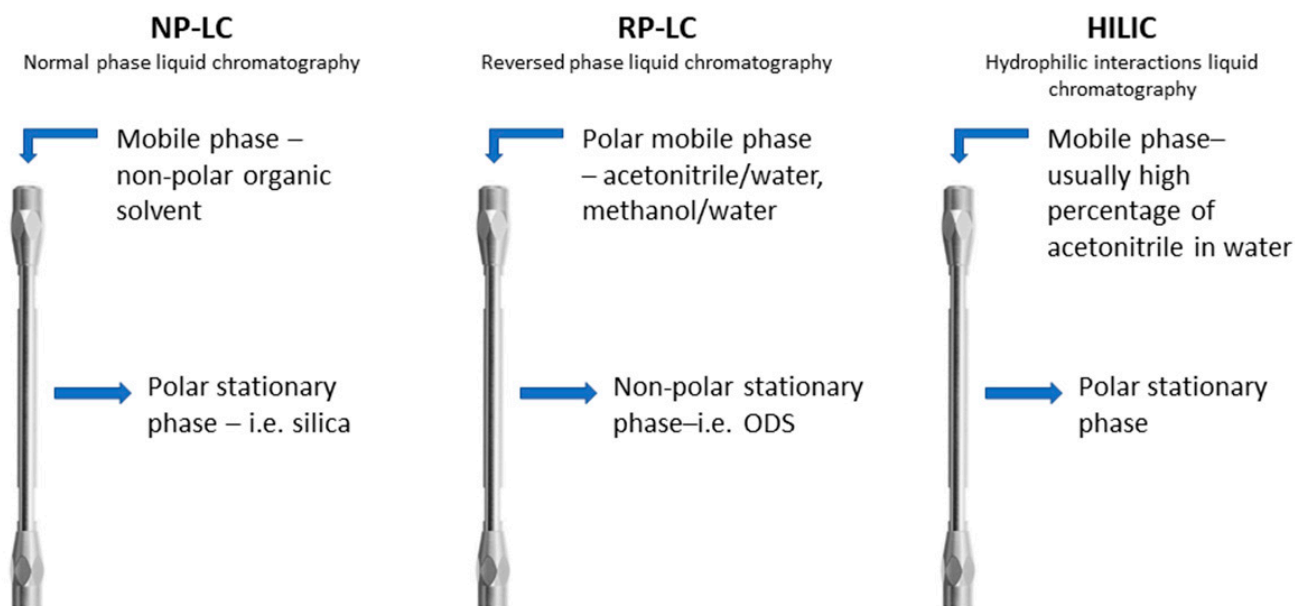 NP-LC
Normal phase liquid chromatography
Mobile phase –
non-polar organic
solvent
Polar stationary
phase – i.e. silica
RP-LC
Reversed phase liquid chromatography
Polar mobile phase
– acetonitrile/water,
methanol/water
Non-polar stationary
phase–i.e. ODS
HILIC
Hydrophilic interactions liquid
chromatography
Mobile phase–
usually high
percentage of
acetonitrile in water
Polar stationary
phase